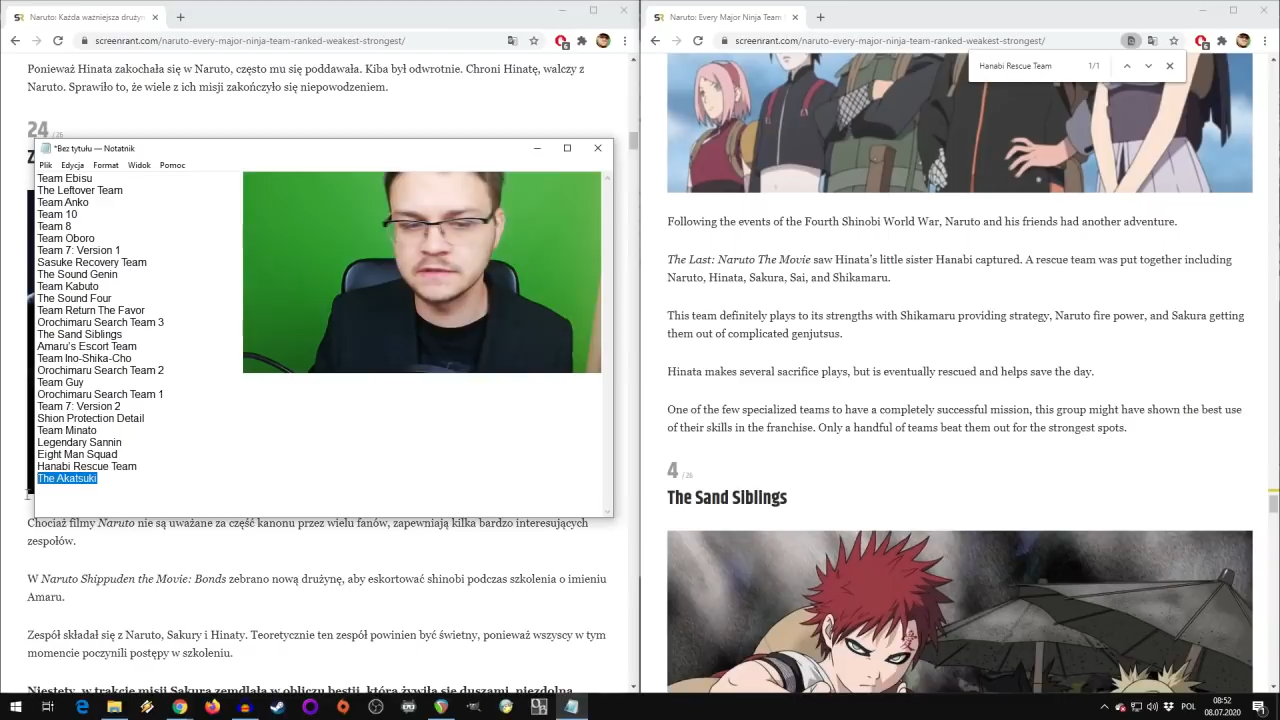 Naruto: Każda ważniejsza drużyn
screenrant.com/naruto-every-major-ninja-team-ranked-weakest-strongest/
Ponieważ Hinata zakochała się w Naruto, często mu się poddawała. Kiba był odwrotnie. Chroni Hinatę, walczy z
Naruto. Sprawiło to, że wiele z ich misji zakończyło się niepowodzeniem.
24 /26
*Bez tytułu — Notatnik
Plik Edycja Format Widok Pomoc
Team Ebisu
The Leftover Team
Team Anko
Team 10
Team 8
Team Oboro
Team 7: Version 1
Sasuke Recovery Team
The Sound Genin
Team Kabuto
The Sound Four
Team Return The Favor
Orochimaru Search Team 3
The Sand Siblings
Amaru's Escort Team
Team Ino-Shika-Cho
Orochimaru Search Team 2
Team Guy
Orochimaru Search Team 1
Team 7: Version 2
Shion Protection Detail
Team Minato
Legendary Sannin
Eight Man Squad
Hanabi Rescue Team
The Akatsuki
Chociaż filmy Naruto nie są uważane za część kanonu przez wielu fanów, zapewniają kilka bardzo interesujących
zespołów.
W Naruto Shippuden the Movie: Bonds zebrano nową drużynę, aby eskortować shinobi podczas szkolenia o imieniu
Amaru.
Zespół składał się z Naruto, Sakury i Hinaty. Teoretycznie ten zespół powinien być świetny, ponieważ wszyscy w tym
momencie poczynili postępy w szkoleniu.
Niestety, w trakcie misji Sakura zemdlała w obliczu bestii, która żywiła się duszami, niezdolna
Naruto: Every Major Ninja Team
screenrant.com/naruto-every-major-ninja-team-ranked-weakest-strongest/
Hanabi Rescue Team 1/1
Following the events of the Fourth Shinobi World War, Naruto and his friends had another adventure.
The Last: Naruto The Movie saw Hinata's little sister Hanabi captured. A rescue team was put together including
Naruto, Hinata, Sakura, Sai, and Shikamaru.
This team definitely plays to its strengths with Shikamaru providing strategy, Naruto fire power, and Sakura getting
them out of complicated genjutsus.
Hinata makes several sacrifice plays, but is eventually rescued and helps save the day.
One of the few specialized teams to have a completely successful mission, this group might have shown the best use
of their skills in the franchise. Only a handful of teams beat them out for the strongest spots.
4 /26
The Sand Siblings
POL
08:52
08.07.2020